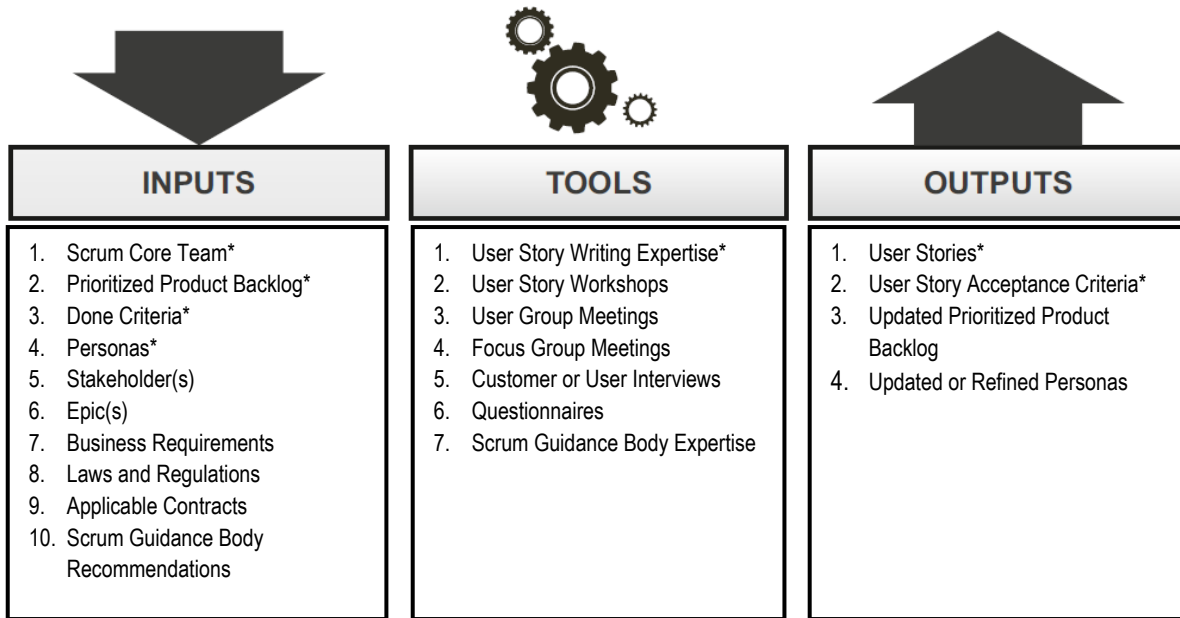 INPUTS
1. Scrum Core Team*
2. Prioritized Product Backlog*
3. Done Criteria*
4. Personas*
5. Stakeholder(s)
6. Epic(s)
7. Business Requirements
8. Laws and Regulations
9. Applicable Contracts
10. Scrum Guidance Body
Recommendations
TOOLS
1. User Story Writing Expertise*
2. User Story Workshops
3. User Group Meetings
4. Focus Group Meetings
5. Customer or User Interviews
6. Questionnaires
7. Scrum Guidance Body Expertise
OUTPUTS
1. User Stories*
2. User Story Acceptance Criteria*
3. Updated Prioritized Product
Backlog
4. Updated or Refined Personas